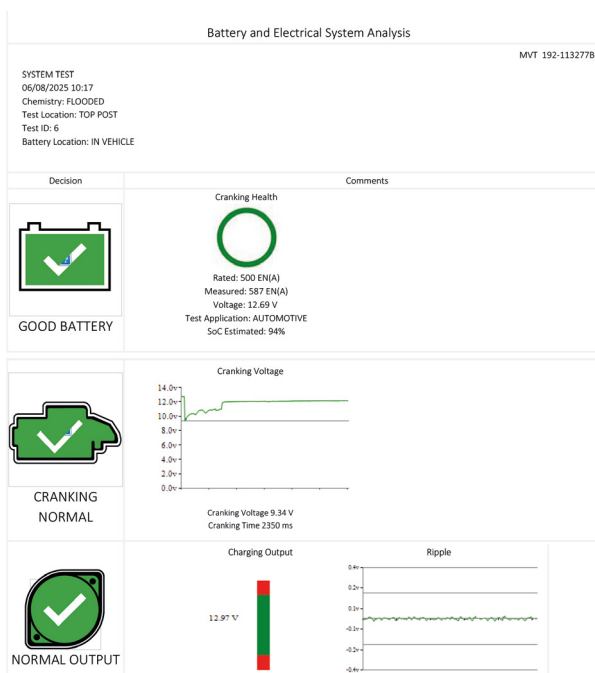 Battery and Electrical System Analysis
MVT 192-113277B
SYSTEM TEST
06/08/2025 10:17
Chemistry: FLOODED
Test Location: TOP POST
Test ID: 6
Battery Location: IN VEHICLE
Decision
Comments
Cranking Health
Rated: 500 EN(A)
Measured: 587 EN(A)
Voltage: 12.69 V
Test Application: AUTOMOTIVE
SoC Estimated: 94%
GOOD BATTERY
Cranking Voltage
14.0v
12.0v
10.0v
8.0v
6.0v
4.0v
2.0v
0.0v
CRANKING
NORMAL
Cranking Voltage 9.34 V
Cranking Time 2350 ms
Charging Output
Ripple
12.97 V
0.4v
0.2v
0.1v
-0.1v
-0.2v
-0.4v
NORMAL OUTPUT